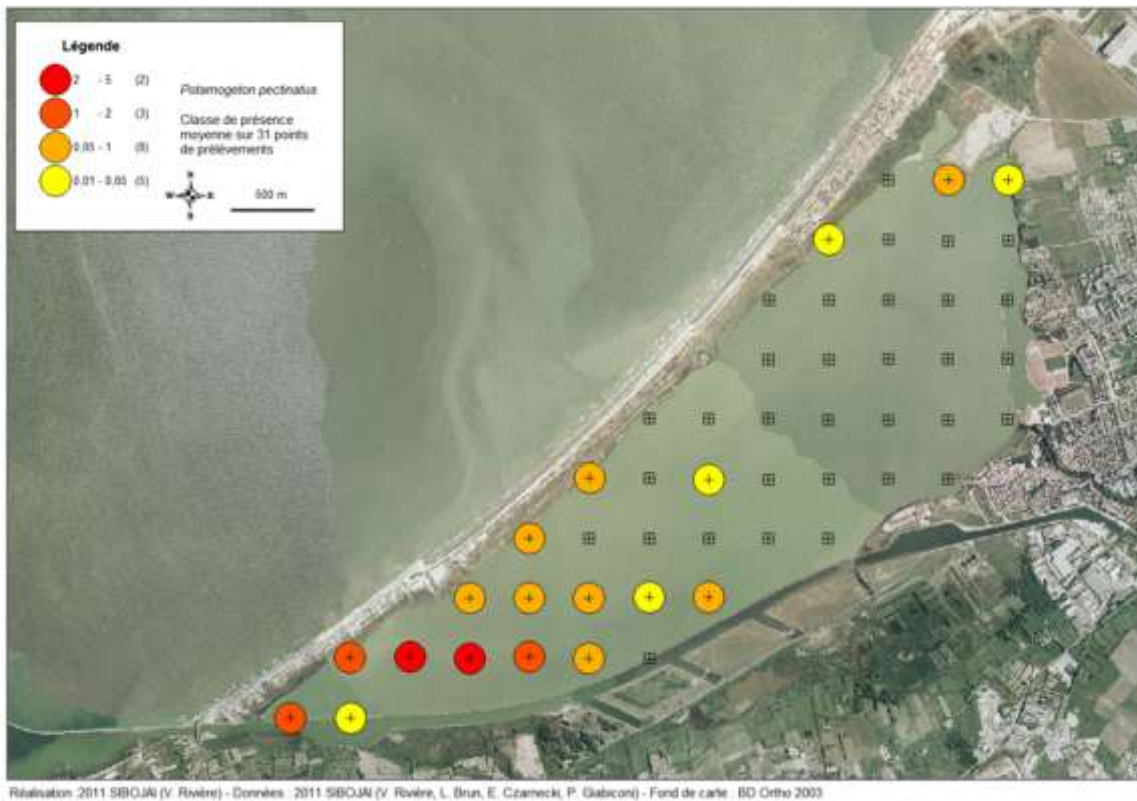 Légende
2 - 5 (2)
1 - 2 (3)
0,05 - 1 (8)
0.01 - 0,05 (5)
Potamogeton pectinatus
Classe de présence
moyenne sur 31 points
de prélèvements
N
W E
S
500 m
Réalisation : 2011 SIBOJAI (V. Rivière) - Données : 2011 SIBOJAI (V. Rivière, L. Brun, E. Czarnecki, P. Giabiconi) - Fond de carte : BD Ortho 2003